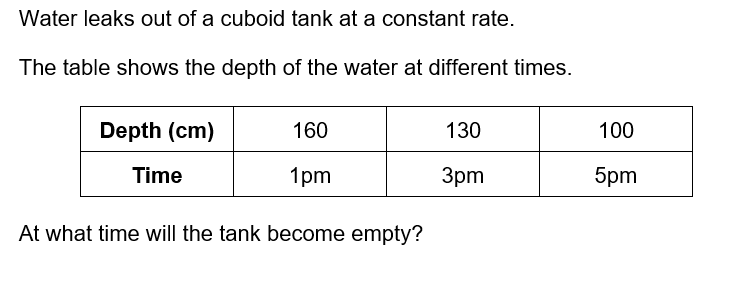 Water leaks out of a cuboid tank at a constant rate.
The table shows the depth of the water at different times.
Depth (cm) 160 130 100
Time 1pm 3pm 5pm
At what time will the tank become empty?